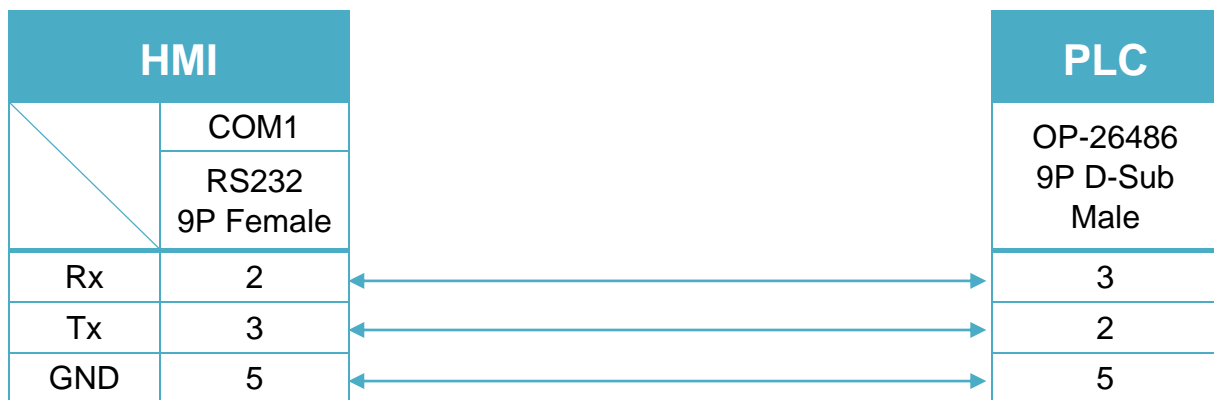 HMI
PLC
COM1
RS232
9P Female
OP-26486
9P D-Sub
Male
Rx 2 3
Tx 3 2
GND 5 5